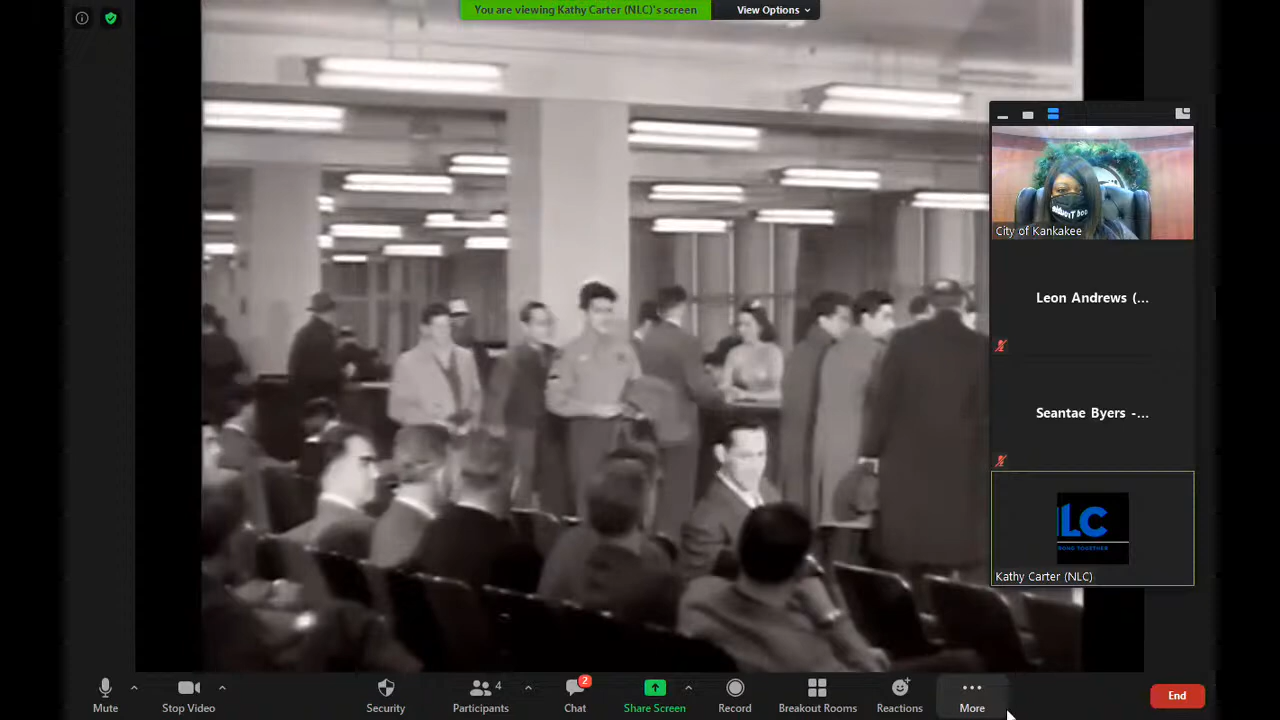 You are viewing Kathy Carter (NLC)'s screen
View Options
City of Kankakee
Leon Andrews (...
Seantae Byers -...
Kathy Carter (NLC)
Mute
Stop Video
Security
4
Participants
2
Chat
Share Screen
Record
Breakout Rooms
Reactions
More
End